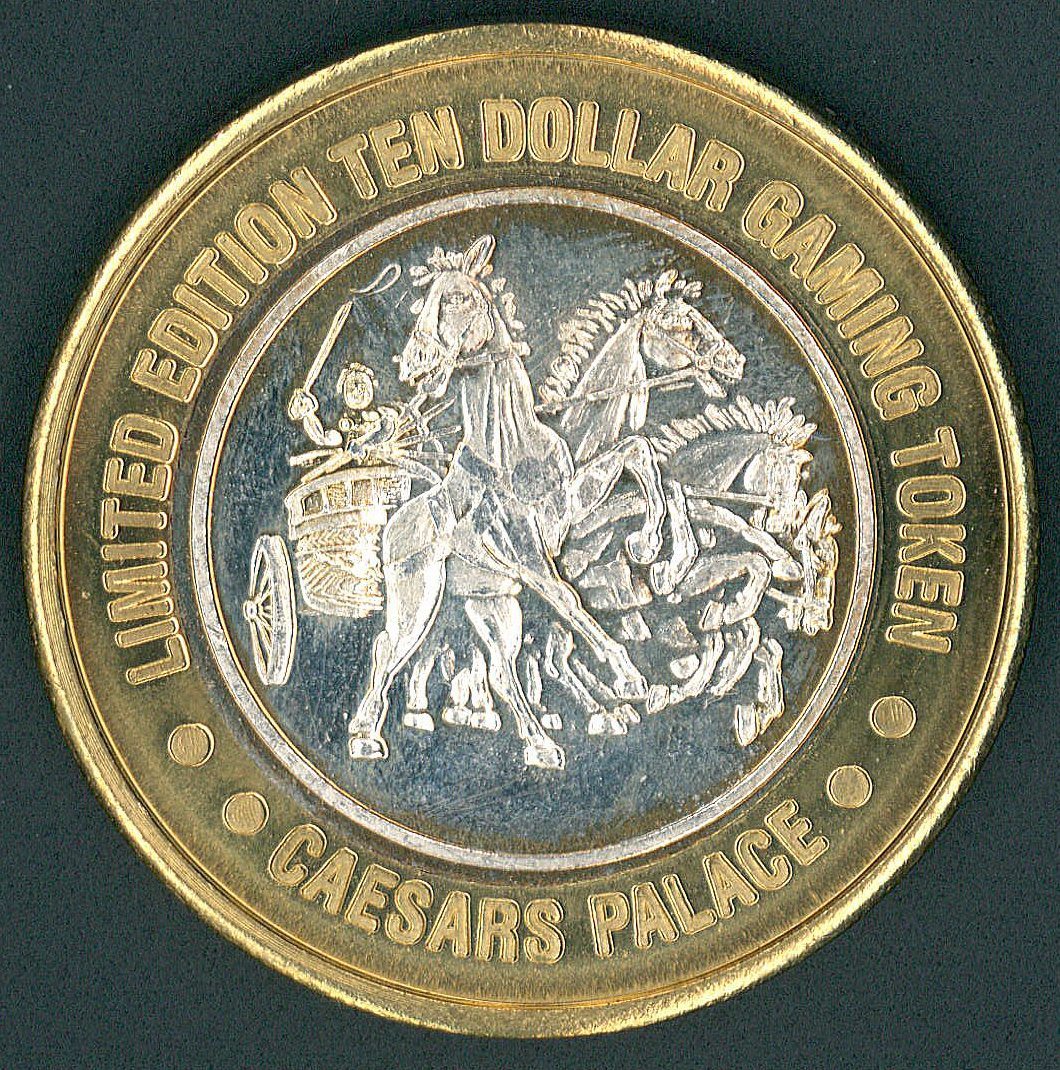 LIMITED EDITION TEN DOLLAR GAMING TOKEN
CAESARS PALACE